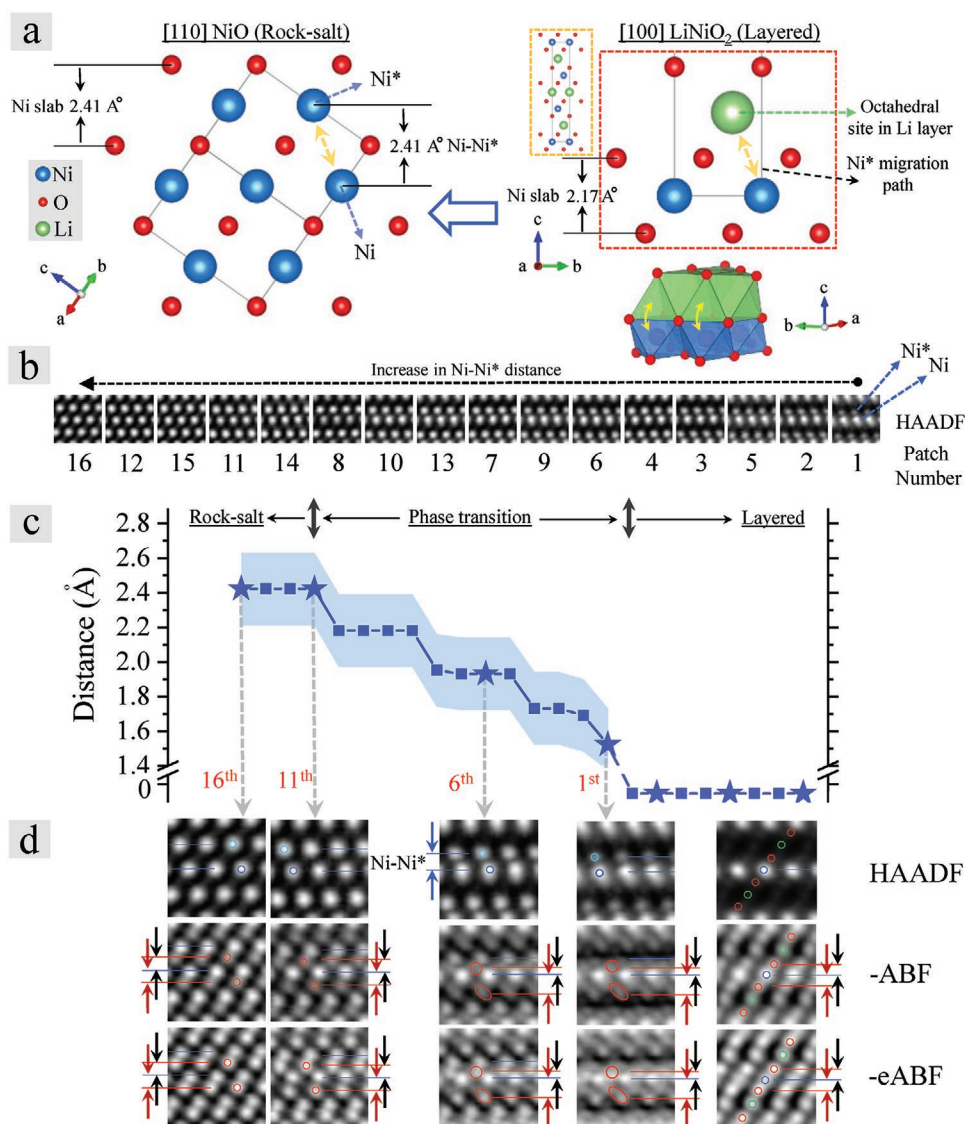 a
[110] NiO (Rock-salt)
[100] LiNiO₂ (Layered)
Ni*
Ni slab 2.41 A°
2.41 A° Ni-Ni*
Ni
O
Li
Ni
c
b
a
Octahedral
site in Li layer
Ni* migration
path
Ni slab
2.17 A°
c
a
b
c
b
a
b
Increase in Ni-Ni* distance
Ni*
Ni
HAADF
16 12 15 11 14 8 10 13 7 9 6 4 3 5 2 1
Patch
Number
c
Rock-salt
Phase transition
Layered
Distance (Å)
2.8
2.6
2.4
2.2
2.0
1.8
1.6
1.4
0
16th
11th
6th
1st
d
Ni-Ni*
HAADF
-ABF
-eABF